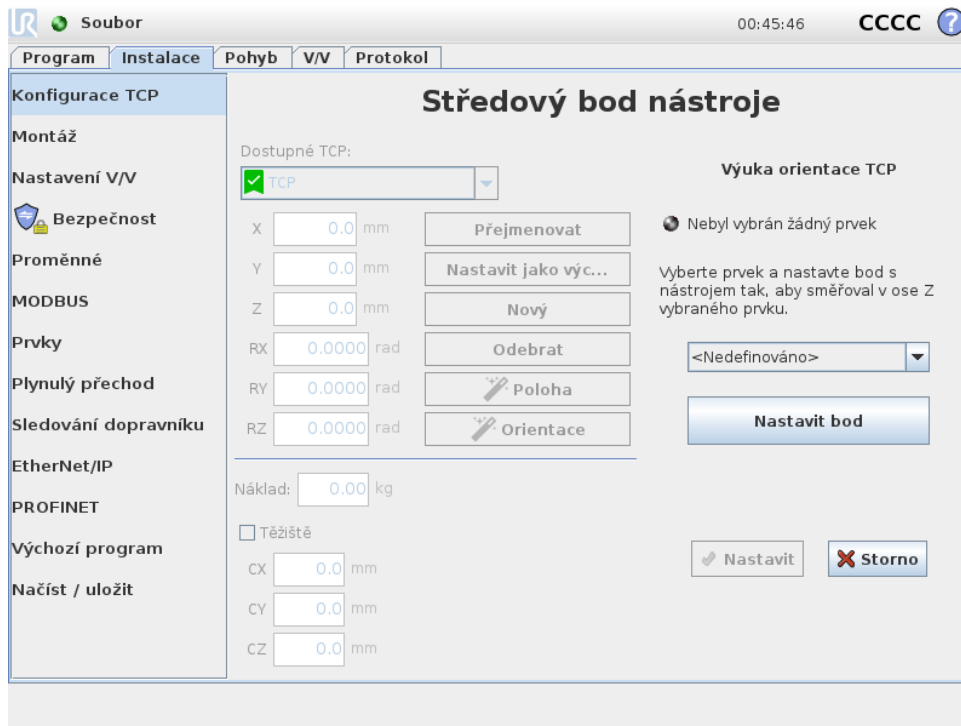 Soubor 00:45:46 CCCC ?
Program Instalace Pohyb V/V Protokol
Konfigurace TCP
Montáž
Nastavení V/V
Bezpečnost
Proměnné
MODBUS
Prvky
Plynulý přechod
Sledování dopravníku
EtherNet/IP
PROFINET
Výchozí program
Načíst / uložit
Středový bod nástroje
Dostupné TCP:
TCP
X 0.0 mm Přejmenovat
Y 0.0 mm Nastavit jako výc...
Z 0.0 mm Nový
RX 0.0000 rad Odebrat
RY 0.0000 rad Poloha
RZ 0.0000 rad Orientace
Náklad: 0.00 kg
Těžiště
CX 0.0 mm
CY 0.0 mm
CZ 0.0 mm
Výuka orientace TCP
Nebyl vybrán žádný prvek
Vyberte prvek a nastavte bod s
nástrojem tak, aby směřoval v ose Z
vybraného prvku.
<Nedefinováno>
Nastavit bod
Nastavit Storno